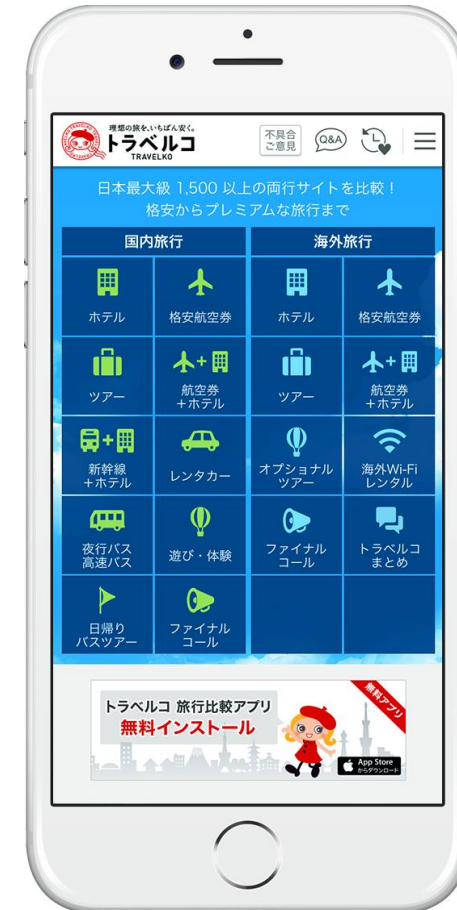 理想の旅を、いちばん安く。
トラベルコ
TRAVELKO
不具合
ご意見
Q&A
日本最大級 1,500 以上の両行サイトを比較！
格安からプレミアムな旅行まで
国内旅行
海外旅行
ホテル
格安航空券
ホテル
格安航空券
ツアー
航空券
+ホテル
ツアー
航空券
+ホテル
新幹線
+ホテル
レンタカー
オプショナル
ツアー
海外Wi-Fi
レンタル
夜行バス
高速バス
遊び・体験
ファイナル
コール
トラベルコ
まとめ
日帰り
バスツアー
ファイナル
コール
トラベルコ 旅行比較アプリ
無料インストール
無料アプリ
App Store
からダウンロード